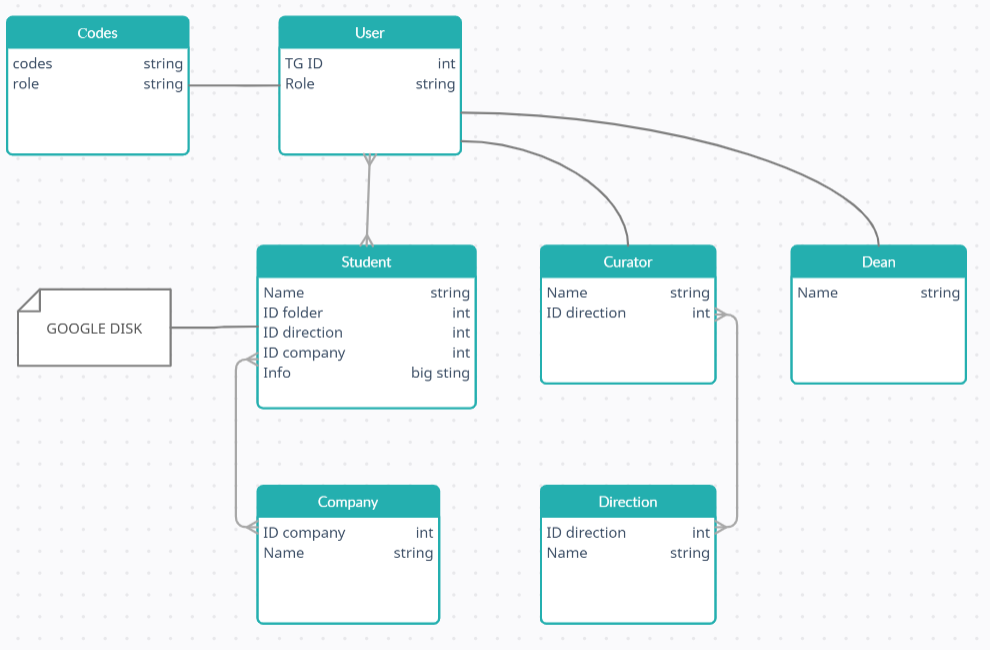 Codes
codes string
role string
User
TG ID int
Role string
Student
Name string
ID folder int
ID direction int
ID company int
Info big sting
Curator
Name string
ID direction int
Dean
Name string
GOOGLE DISK
Company
ID company int
Name string
Direction
ID direction int
Name string